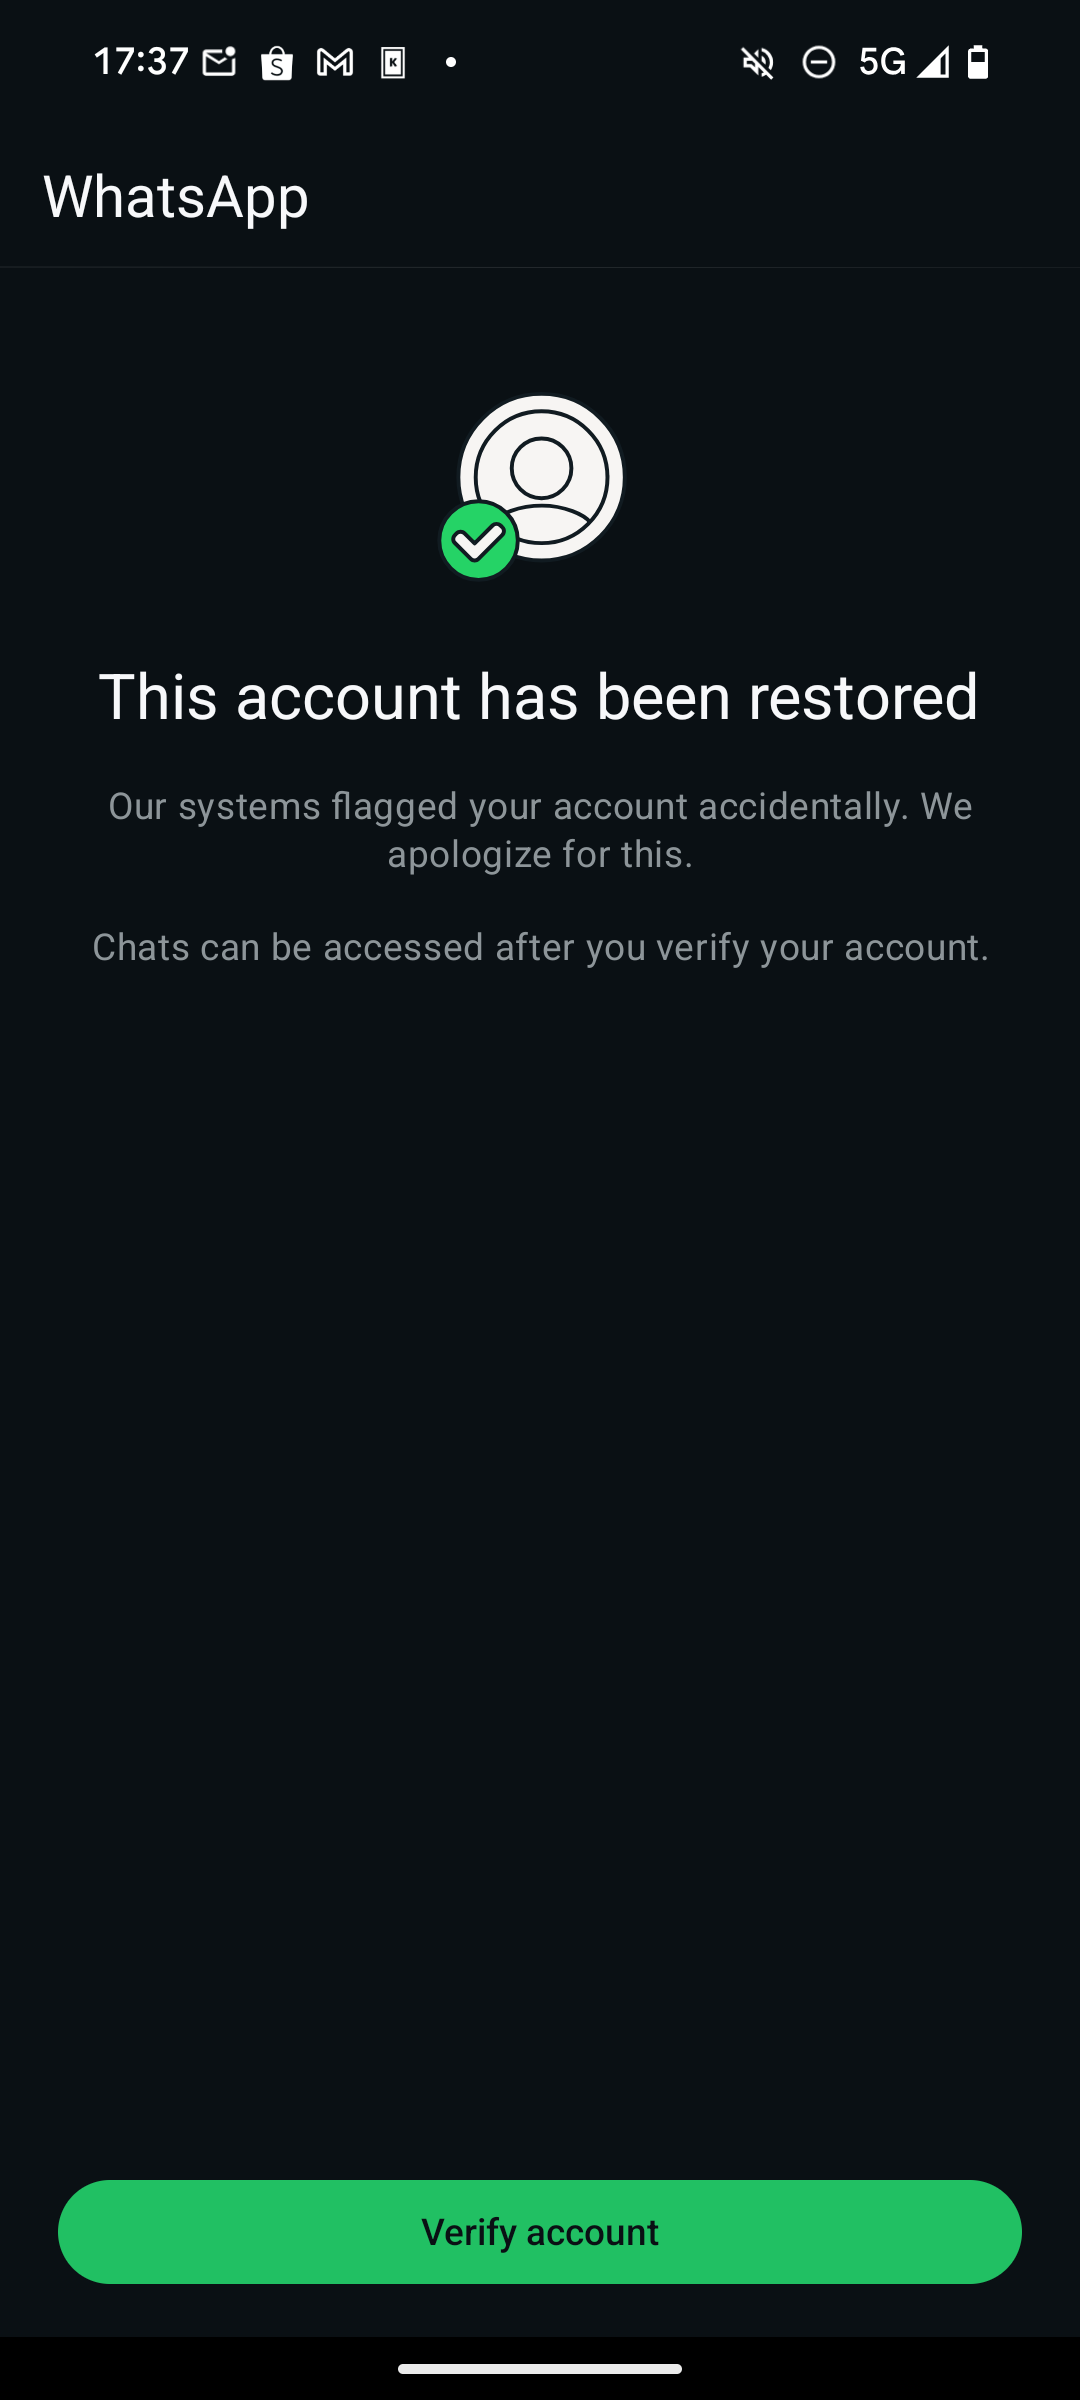 17:37 5G
WhatsApp
This account has been restored
Our systems flagged your account accidentally. We
apologize for this.
Chats can be accessed after you verify your account.
Verify account